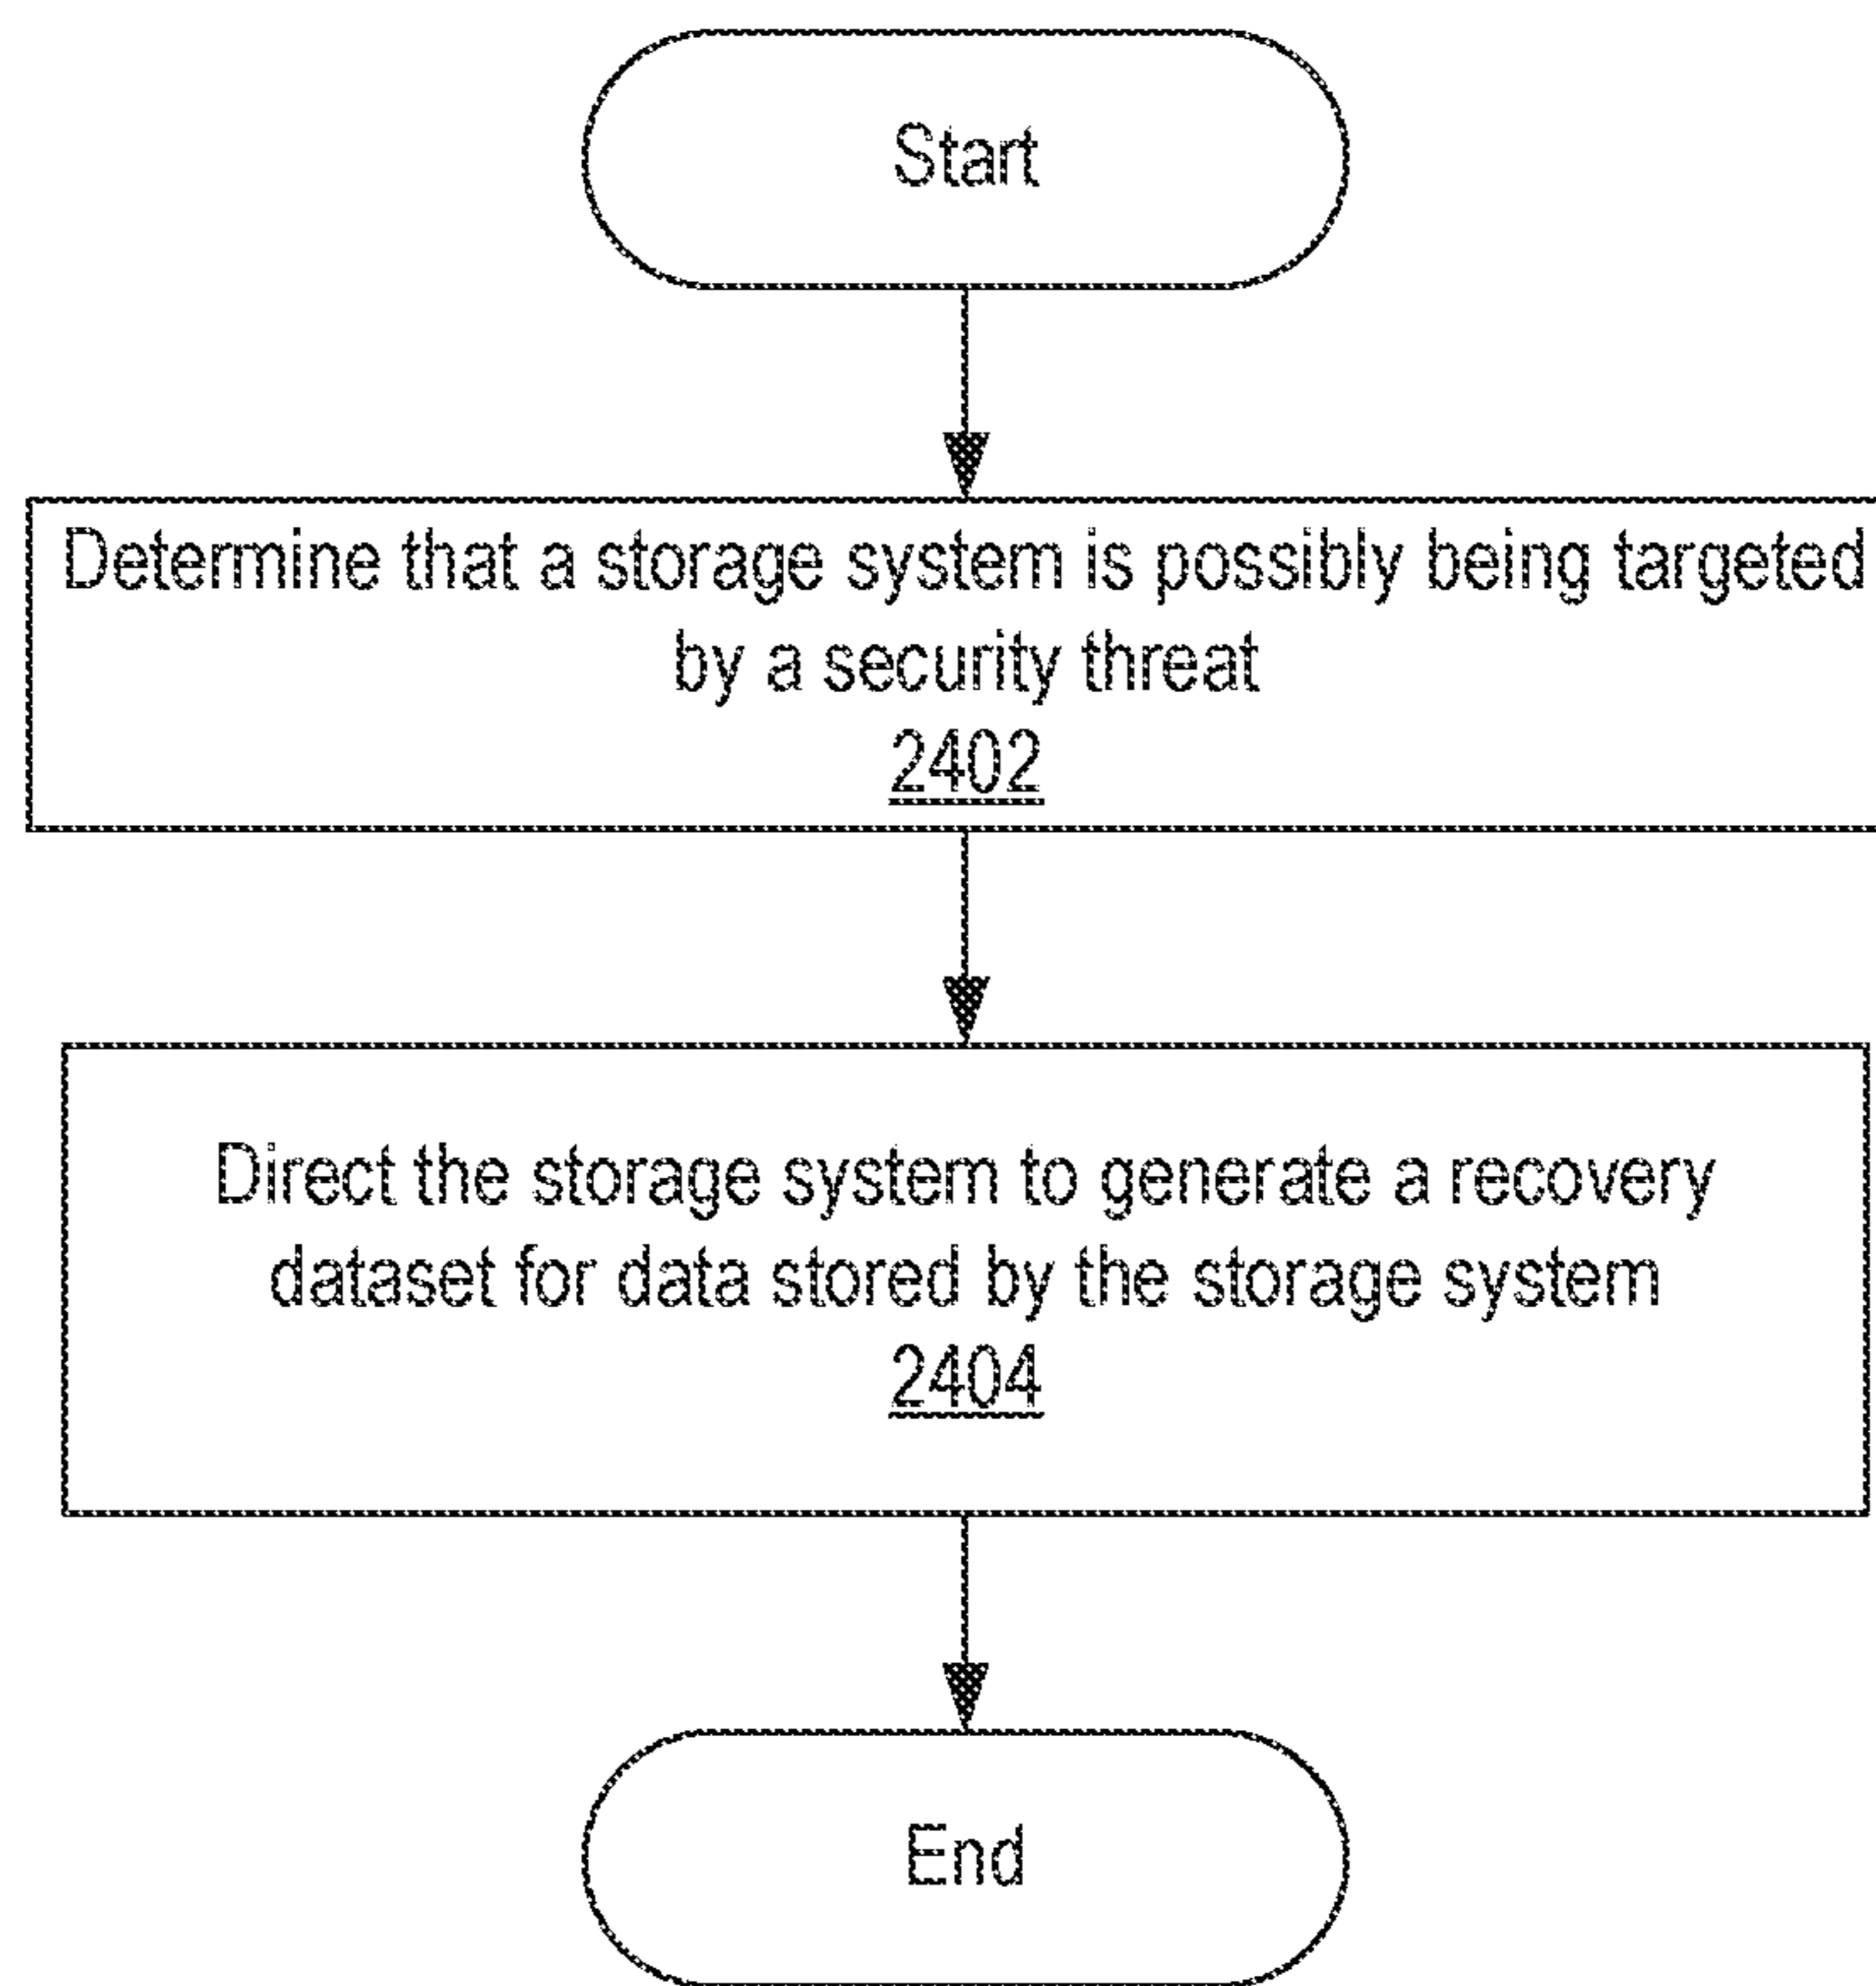 Start
Determine that a storage system is possibly being targeted
by a security threat
2402
Direct the storage system to generate a recovery
dataset for data stored by the storage system
2404
End